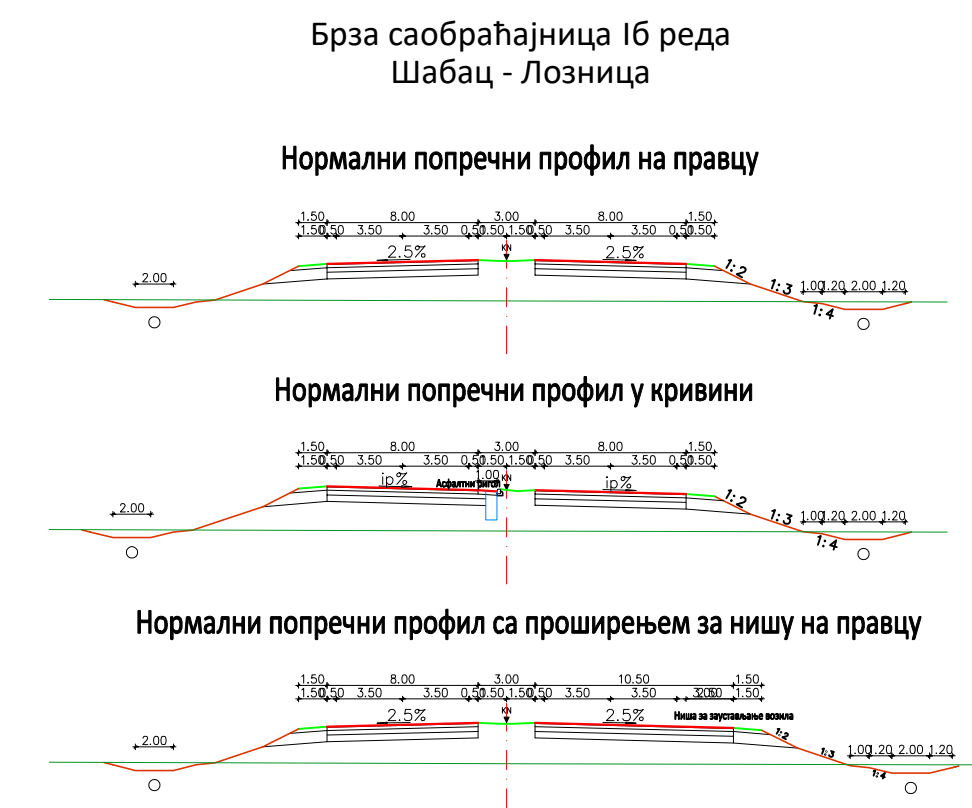 Брза саобраћајница Iб реда
Шабац - Лозница
Нормални попречни профил на правцу
1.50 8.00 3.00 8.00 1.50
1.50 0.50 3.50 3.50 0.50 1.50 1.50 0.50 3.50 3.50 0.50 1.50
KN
2.5% 2.5%
1:2
2.00 1:3 1.00 1.20 2.00 1.20
1:4
Нормални попречни профил у кривини
1.50 8.00 3.00 8.00 1.50
1.50 0.50 3.50 3.50 0.50 1.50 1.50 0.50 3.50 3.50 0.50 1.50
1.00 KN
ip% Асфалтни ригол ip%
1:2
2.00 1:3 1.00 1.20 2.00 1.20
1:4
Нормални попречни профил са проширењем за нишу на правцу
1.50 8.00 3.00 10.50 1.50
1.50 0.50 3.50 3.50 0.50 1.50 1.50 0.50 3.50 3.50 1.50
KN
2.5% 2.5% Ниша за заустављање возила
1:2
2.00 1:3 1.00 1.20 2.00 1.20
1:4